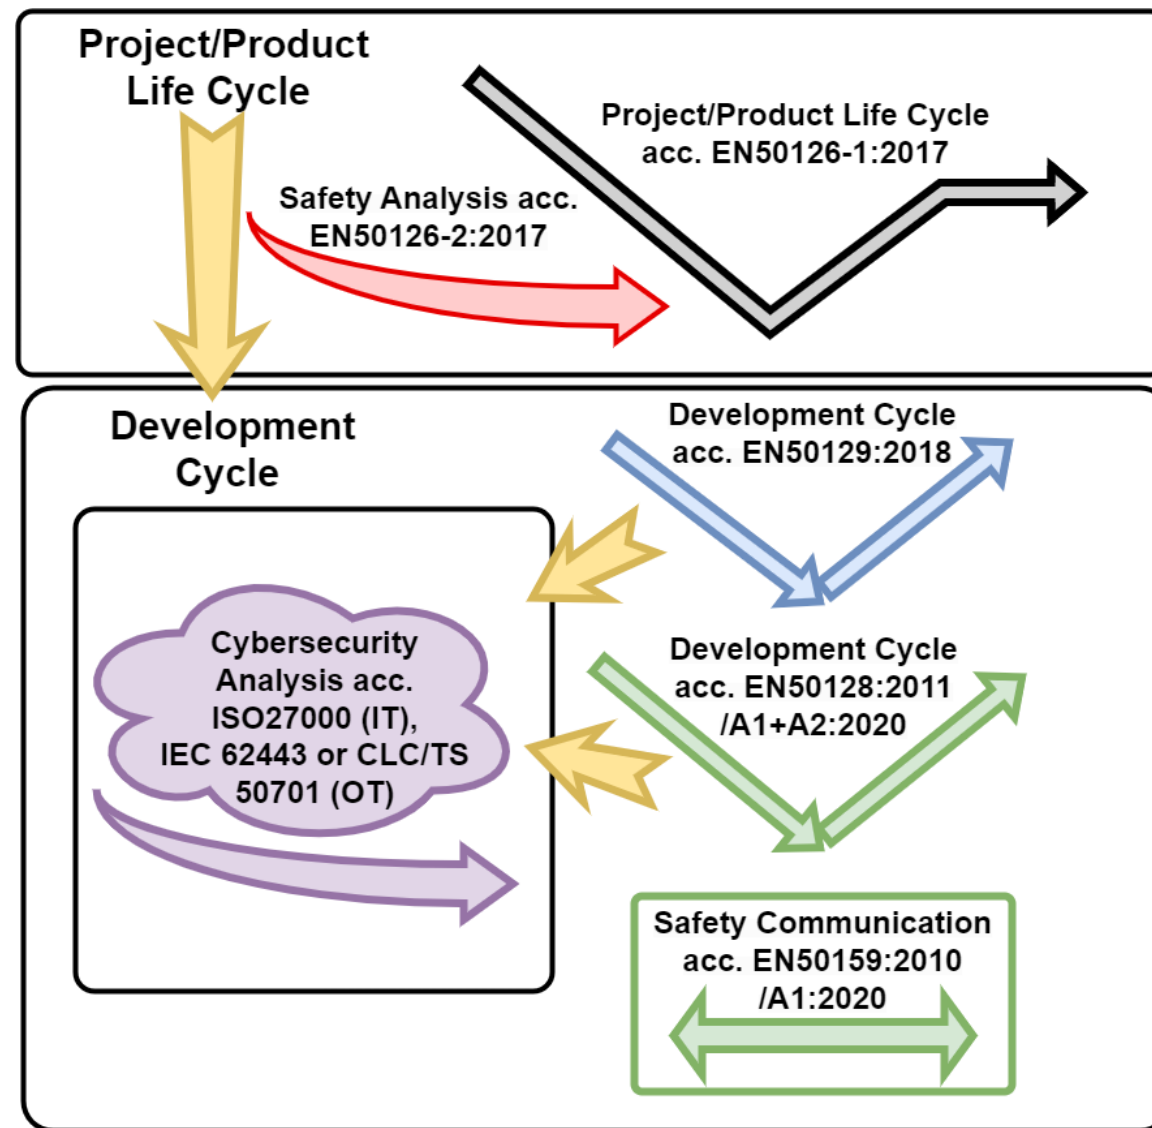 Project/Product
Life Cycle
Project/Product Life Cycle
acc. EN50126-1:2017
Safety Analysis acc.
EN50126-2:2017
Development
Cycle
Development Cycle
acc. EN50129:2018
Cybersecurity
Analysis acc.
ISO27000 (IT),
IEC 62443 or CLC/TS
50701 (OT)
Development Cycle
acc. EN50128:2011
/A1+A2:2020
Safety Communication
acc. EN50159:2010
/A1:2020